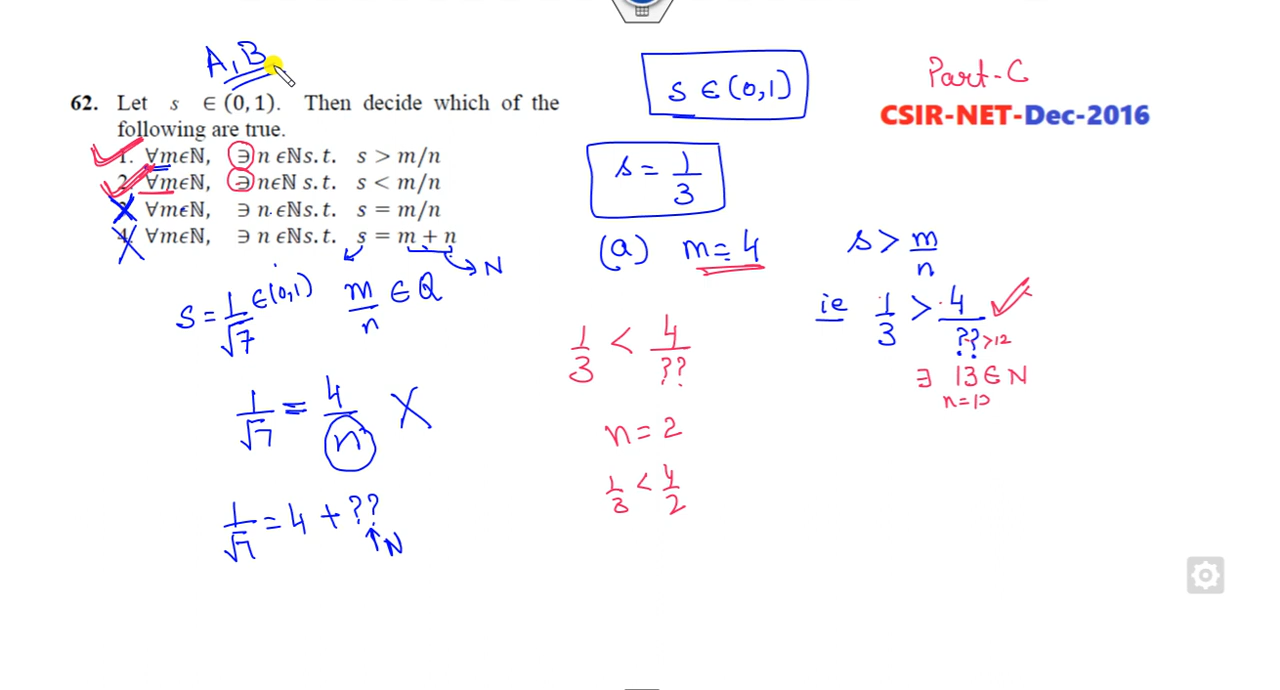 A, B
62. Let s ∈ (0, 1). Then decide which of the
following are true.
1. ∀m∈N, ∃ n ∈N s.t. s > m/n
2. ∀m∈N, ∃ n∈N s.t. s < m/n
3. ∀m∈N, ∃ n ∈N s.t. s = m/n
4. ∀m∈N, ∃ n ∈N s.t. s = m + n
N
s ∈ (0, 1)
Part-C
CSIR-NET-Dec-2016
s = 1/3
(a) m = 4
s > m/n
ie 1/3 > 4/??
>12
∃ 13 ∈ N
s = 1/√7 ∈ (0,1)
m/n ∈ Q
1/3 < 4/??
n = 2
1/3 < 4/2
1/√7 = 4/n
1/√7 = 4 + ??
N